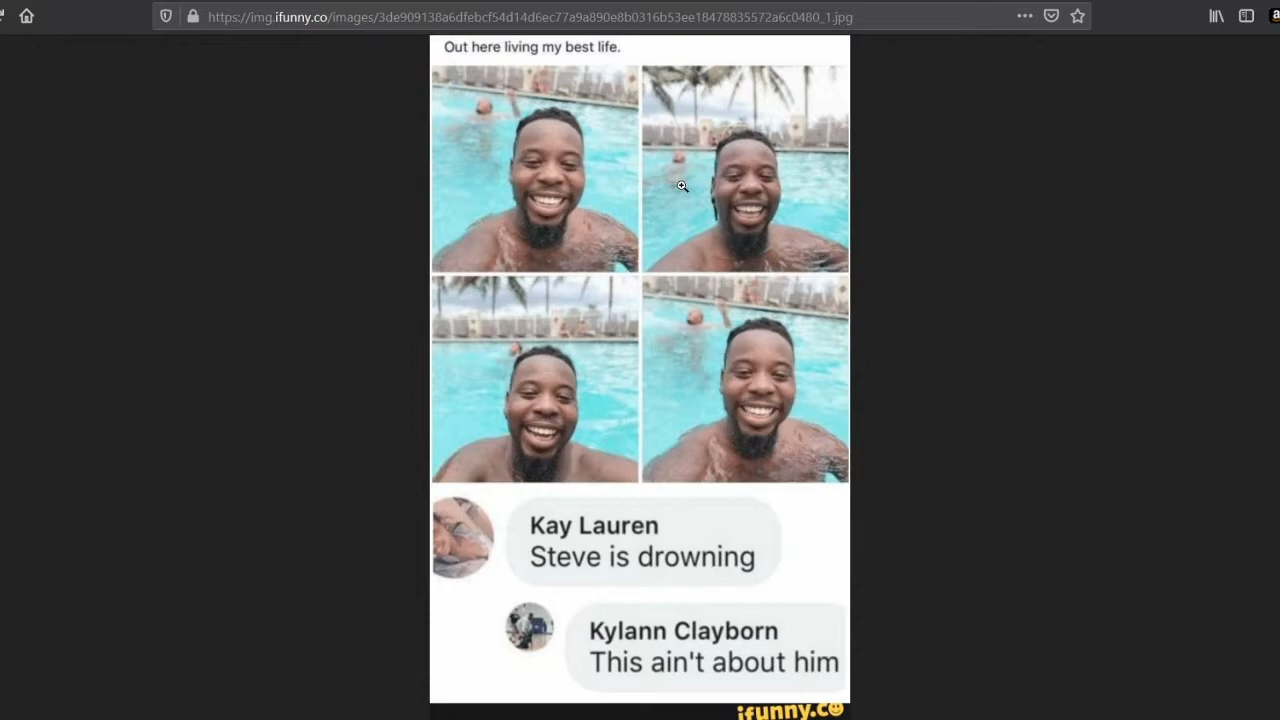 https://img.ifunny.co/images/3de909138a6dfebcf54d14d6ec77a9a890e8b0316b53ee18478835572a6c0480_1.jpg
Out here living my best life.
Kay Lauren
Steve is drowning
Kylann Clayborn
This ain't about him
ifunny.co